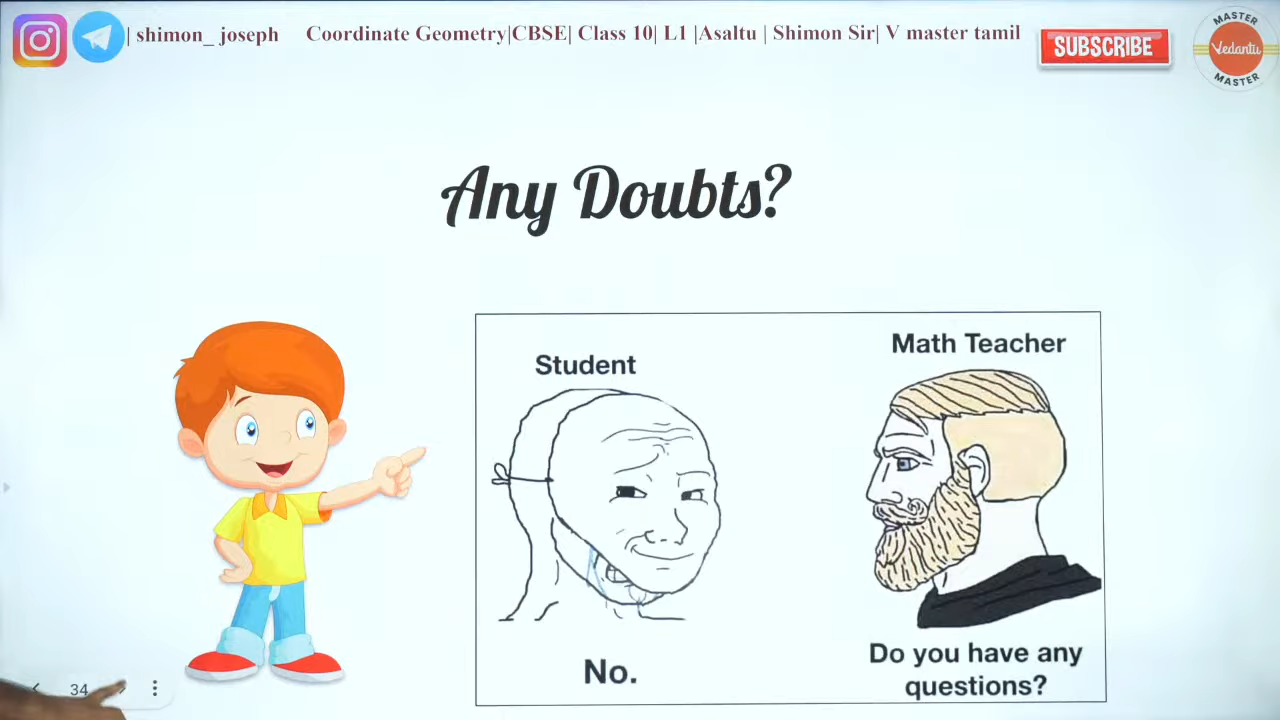 | shimon_ joseph
Coordinate Geometry|CBSE| Class 10| L1 |Asaltu | Shimon Sir| V master tamil
SUBSCRIBE
MASTER
Vedantu
MASTER
Any Doubts?
Student
Math Teacher
No.
Do you have any
questions?
34